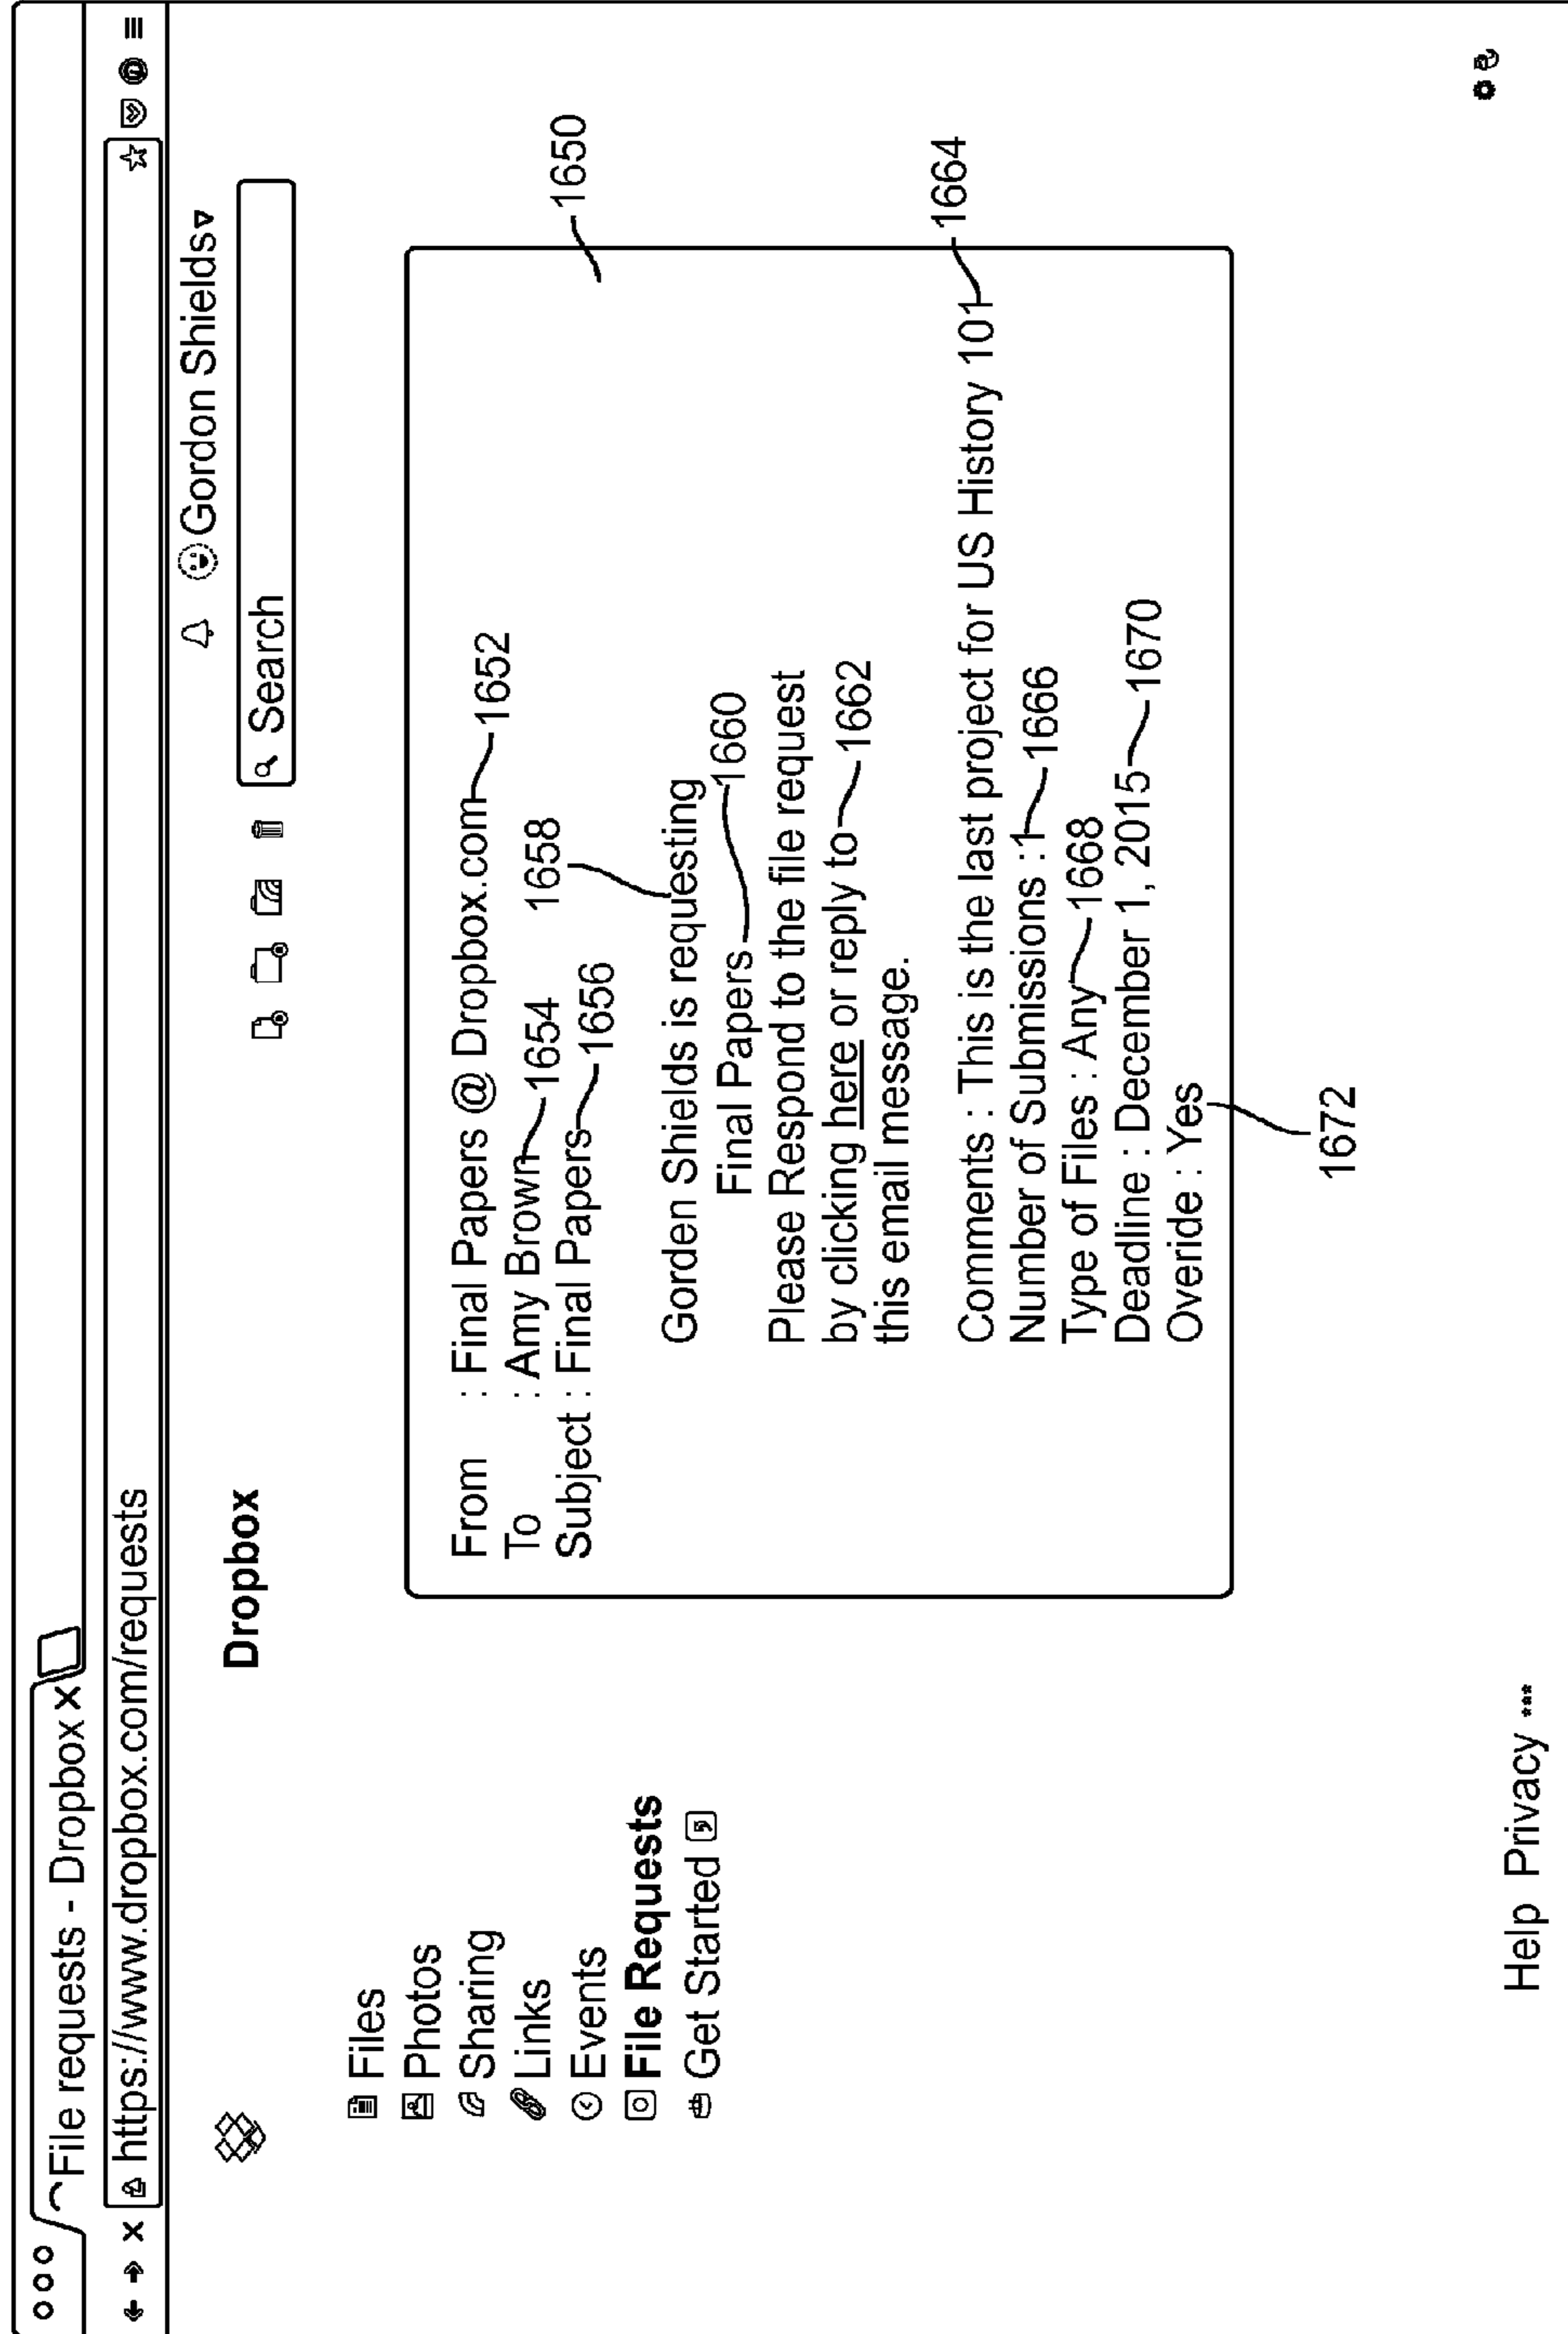 File requests - Dropbox X
https://www.dropbox.com/requests
Gordon Shields
Dropbox
Search
Files
Photos
Sharing
Links
Events
File Requests
Get Started
From : Final Papers @ Dropbox.com 1652
To : Amy Brown 1654
Subject : Final Papers 1656
1658
1650
Gorden Shields is requesting
Final Papers 1660
Please Respond to the file request
by clicking here or reply to 1662
this email message.
Comments : This is the last project for US History 101 1664
Number of Submissions :1 1666
Type of Files : Any 1668
Deadline : December 1, 2015 1670
Overide : Yes
1672
Help Privacy ***